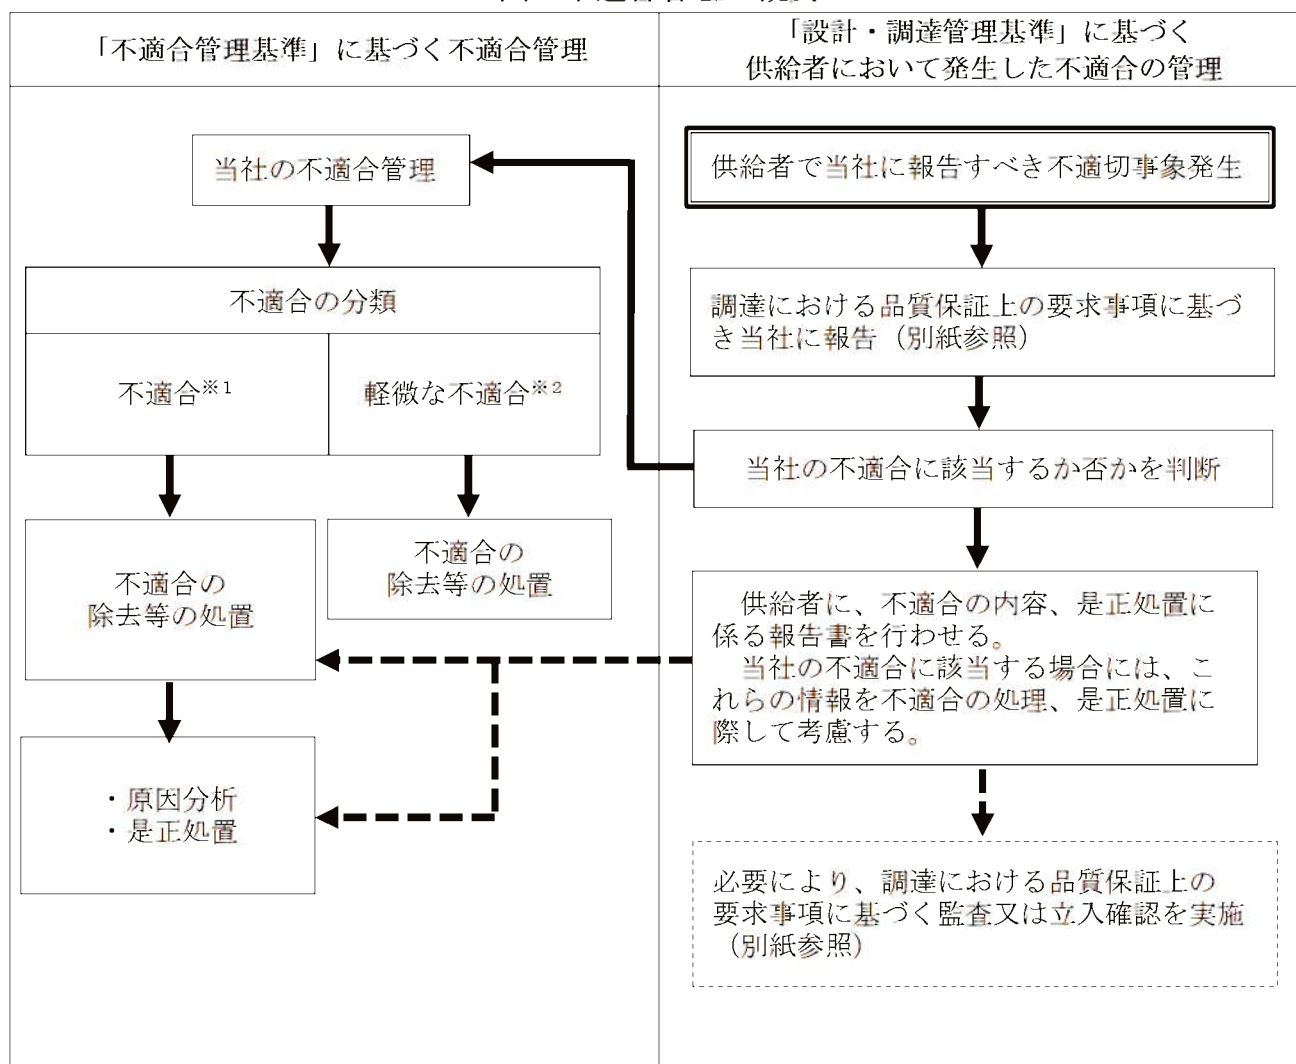 「不適合管理基準」に基づく不適合管理
「設計・調達管理基準」に基づく
供給者において発生した不適合の管理
当社の不適合管理
不適合の分類
不適合※1
軽微な不適合※2
不適合の
除去等の処置
不適合の
除去等の処置
・原因分析
・是正処置
供給者で当社に報告すべき不適切事象発生
調達における品質保証上の要求事項に基づ
き当社に報告（別紙参照）
当社の不適合に該当するか否かを判断
供給者に、不適合の内容、是正処置に
係る報告書を行わせる。
当社の不適合に該当する場合には、こ
れらの情報を不適合の処理、是正処置に
際して考慮する。
必要により、調達における品質保証上の
要求事項に基づく監査又は立入確認を実施
（別紙参照）